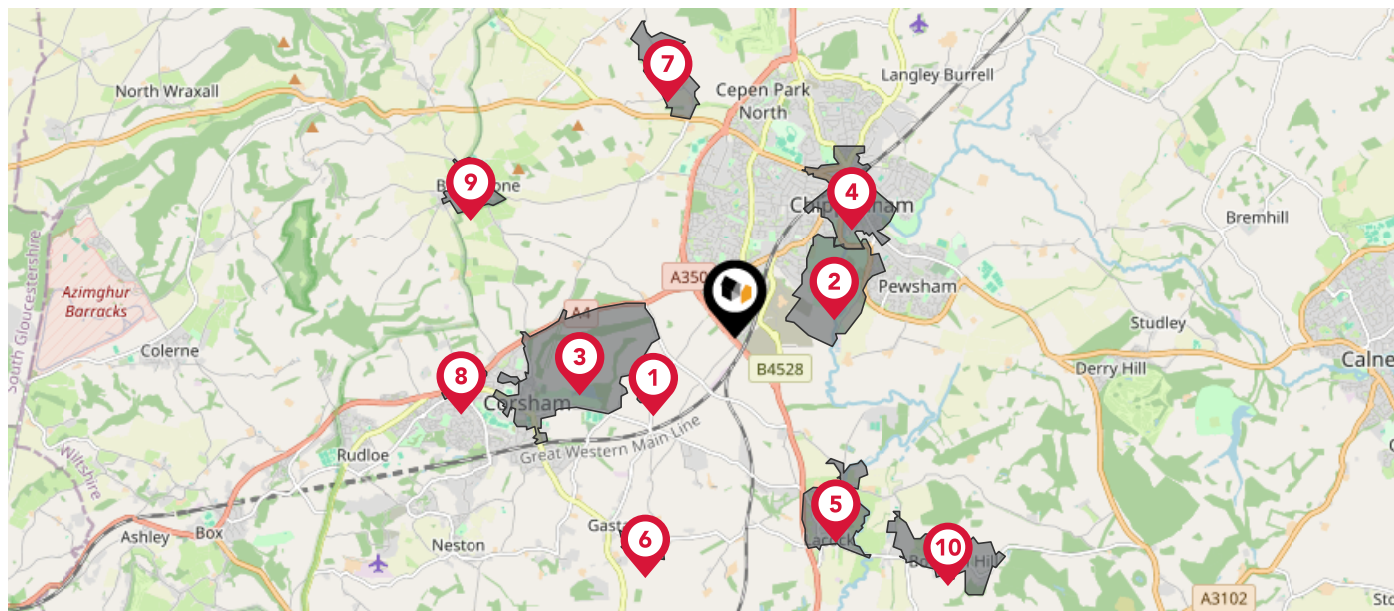 7
Cepen Park
North
Langley Burrell
North Wraxall
9
4
Bremhill
South Gloucestershire
Azimghur
Barracks
A350
2
Pewsham
A4
Studley
Colerne
3
1
8
B4528
Derry Hill
Calne
Corsham
Great Western Main Line
Rudloe
Wiltshire
5
Lacock
Ashley
Box
Neston
6
10
A3102